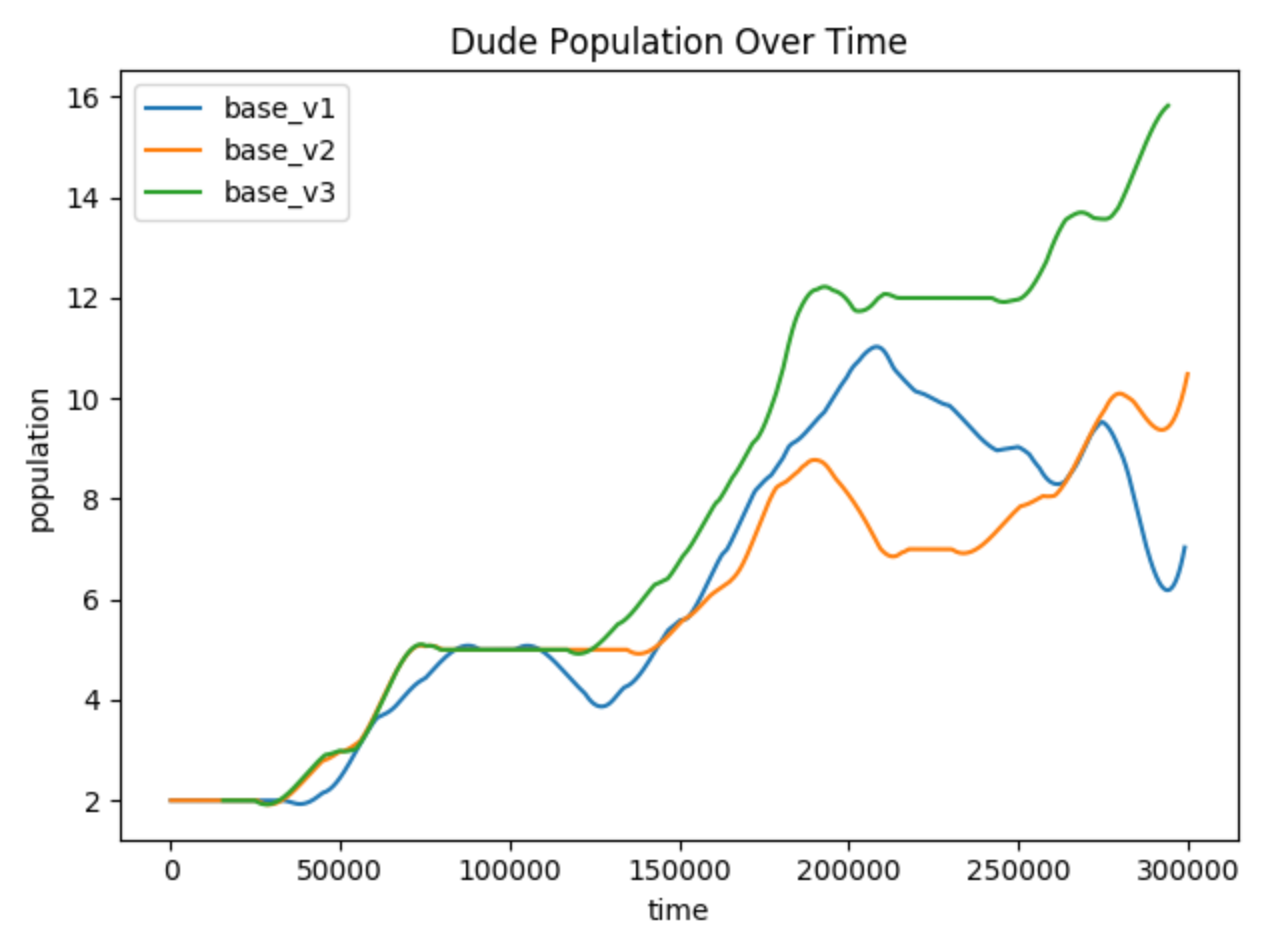 Dude Population Over Time
base_v1
base_v2
base_v3
16
14
12
10
8
6
4
2
population
0 50000 100000 150000 200000 250000 300000
time